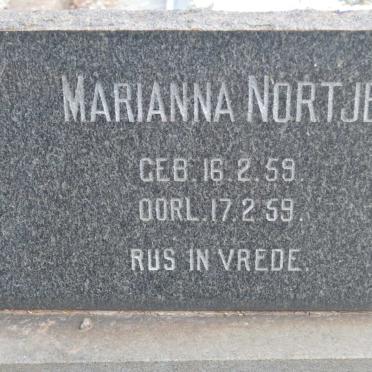 MARIANNA NORTJE
GEB. 16. 2. 59.
OORL. 17. 2 59.
RUS IN VREDE.